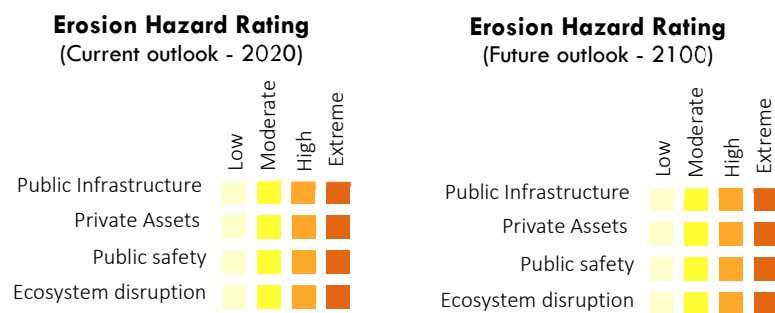 Erosion Hazard Rating
(Current outlook - 2020)
Low
Moderate
High
Extreme
Public Infrastructure
Private Assets
Public safety
Ecosystem disruption
Erosion Hazard Rating
(Future outlook - 2100)
Low
Moderate
High
Extreme
Public Infrastructure
Private Assets
Public safety
Ecosystem disruption